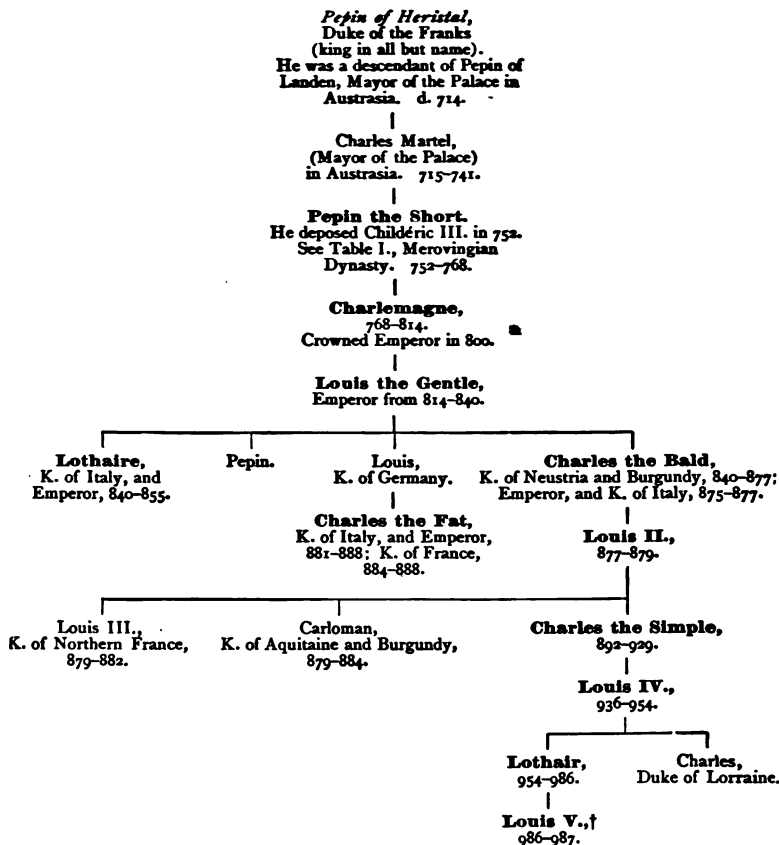 Pepin of Heristal,
Duke of the Franks
(king in all but name).
He was a descendant of Pepin of
Landen, Mayor of the Palace in
Austrasia. d. 714.
Charles Martel,
(Mayor of the Palace)
in Austrasia. 715–741.
Pepin the Short.
He deposed Childéric III. in 752.
See Table I., Merovingian
Dynasty. 752–768.
Charlemagne,
768–814.
Crowned Emperor in 800.
Louis the Gentle,
Emperor from 814–840.
Lothaire,
K. of Italy, and
Emperor, 840–855.
Pepin.
Louis,
K. of Germany.
Charles the Bald,
K. of Neustria and Burgundy, 840–877;
Emperor, and K. of Italy, 875–877.
Charles the Fat,
K. of Italy, and Emperor,
881–888; K. of France,
884–888.
Louis II.,
877–879.
Louis III.,
K. of Northern France,
879–882.
Carloman,
K. of Aquitaine and Burgundy,
879–884.
Charles the Simple,
892–929.
Louis IV.,
936–954.
Lothair,
954–986.
Charles,
Duke of Lorraine.
Louis V.,†
986–987.